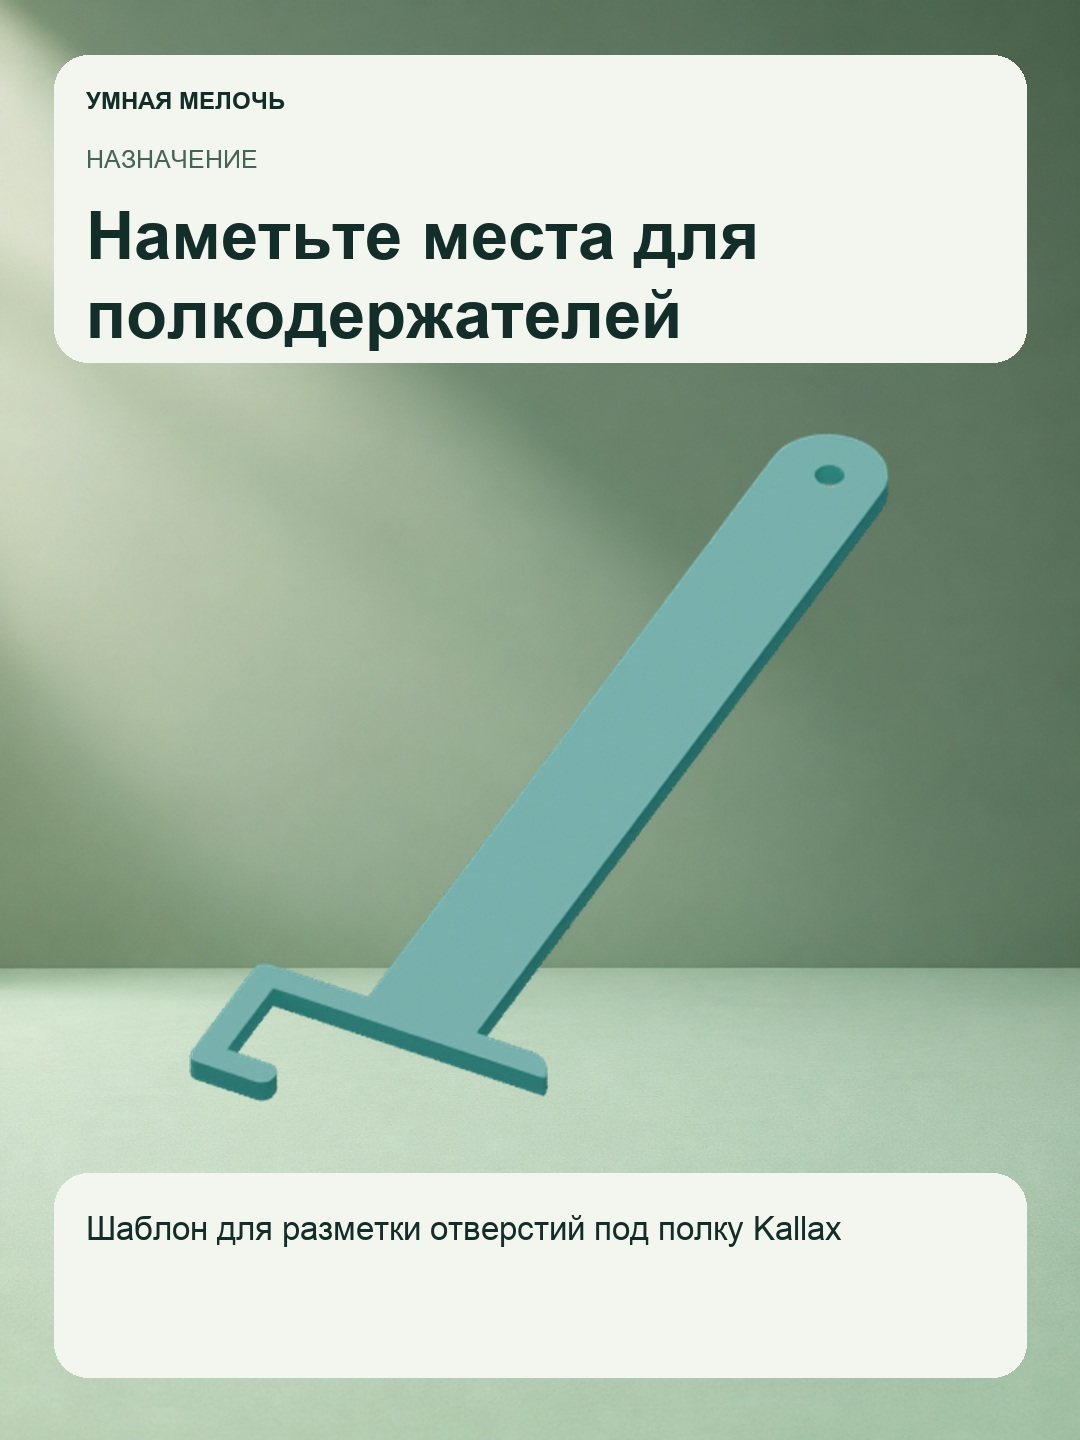 УМНАЯ МЕЛОЧЬ
НАЗНАЧЕНИЕ
Наметьте места для
полкодержателей
Шаблон для разметки отверстий под полку Kallax